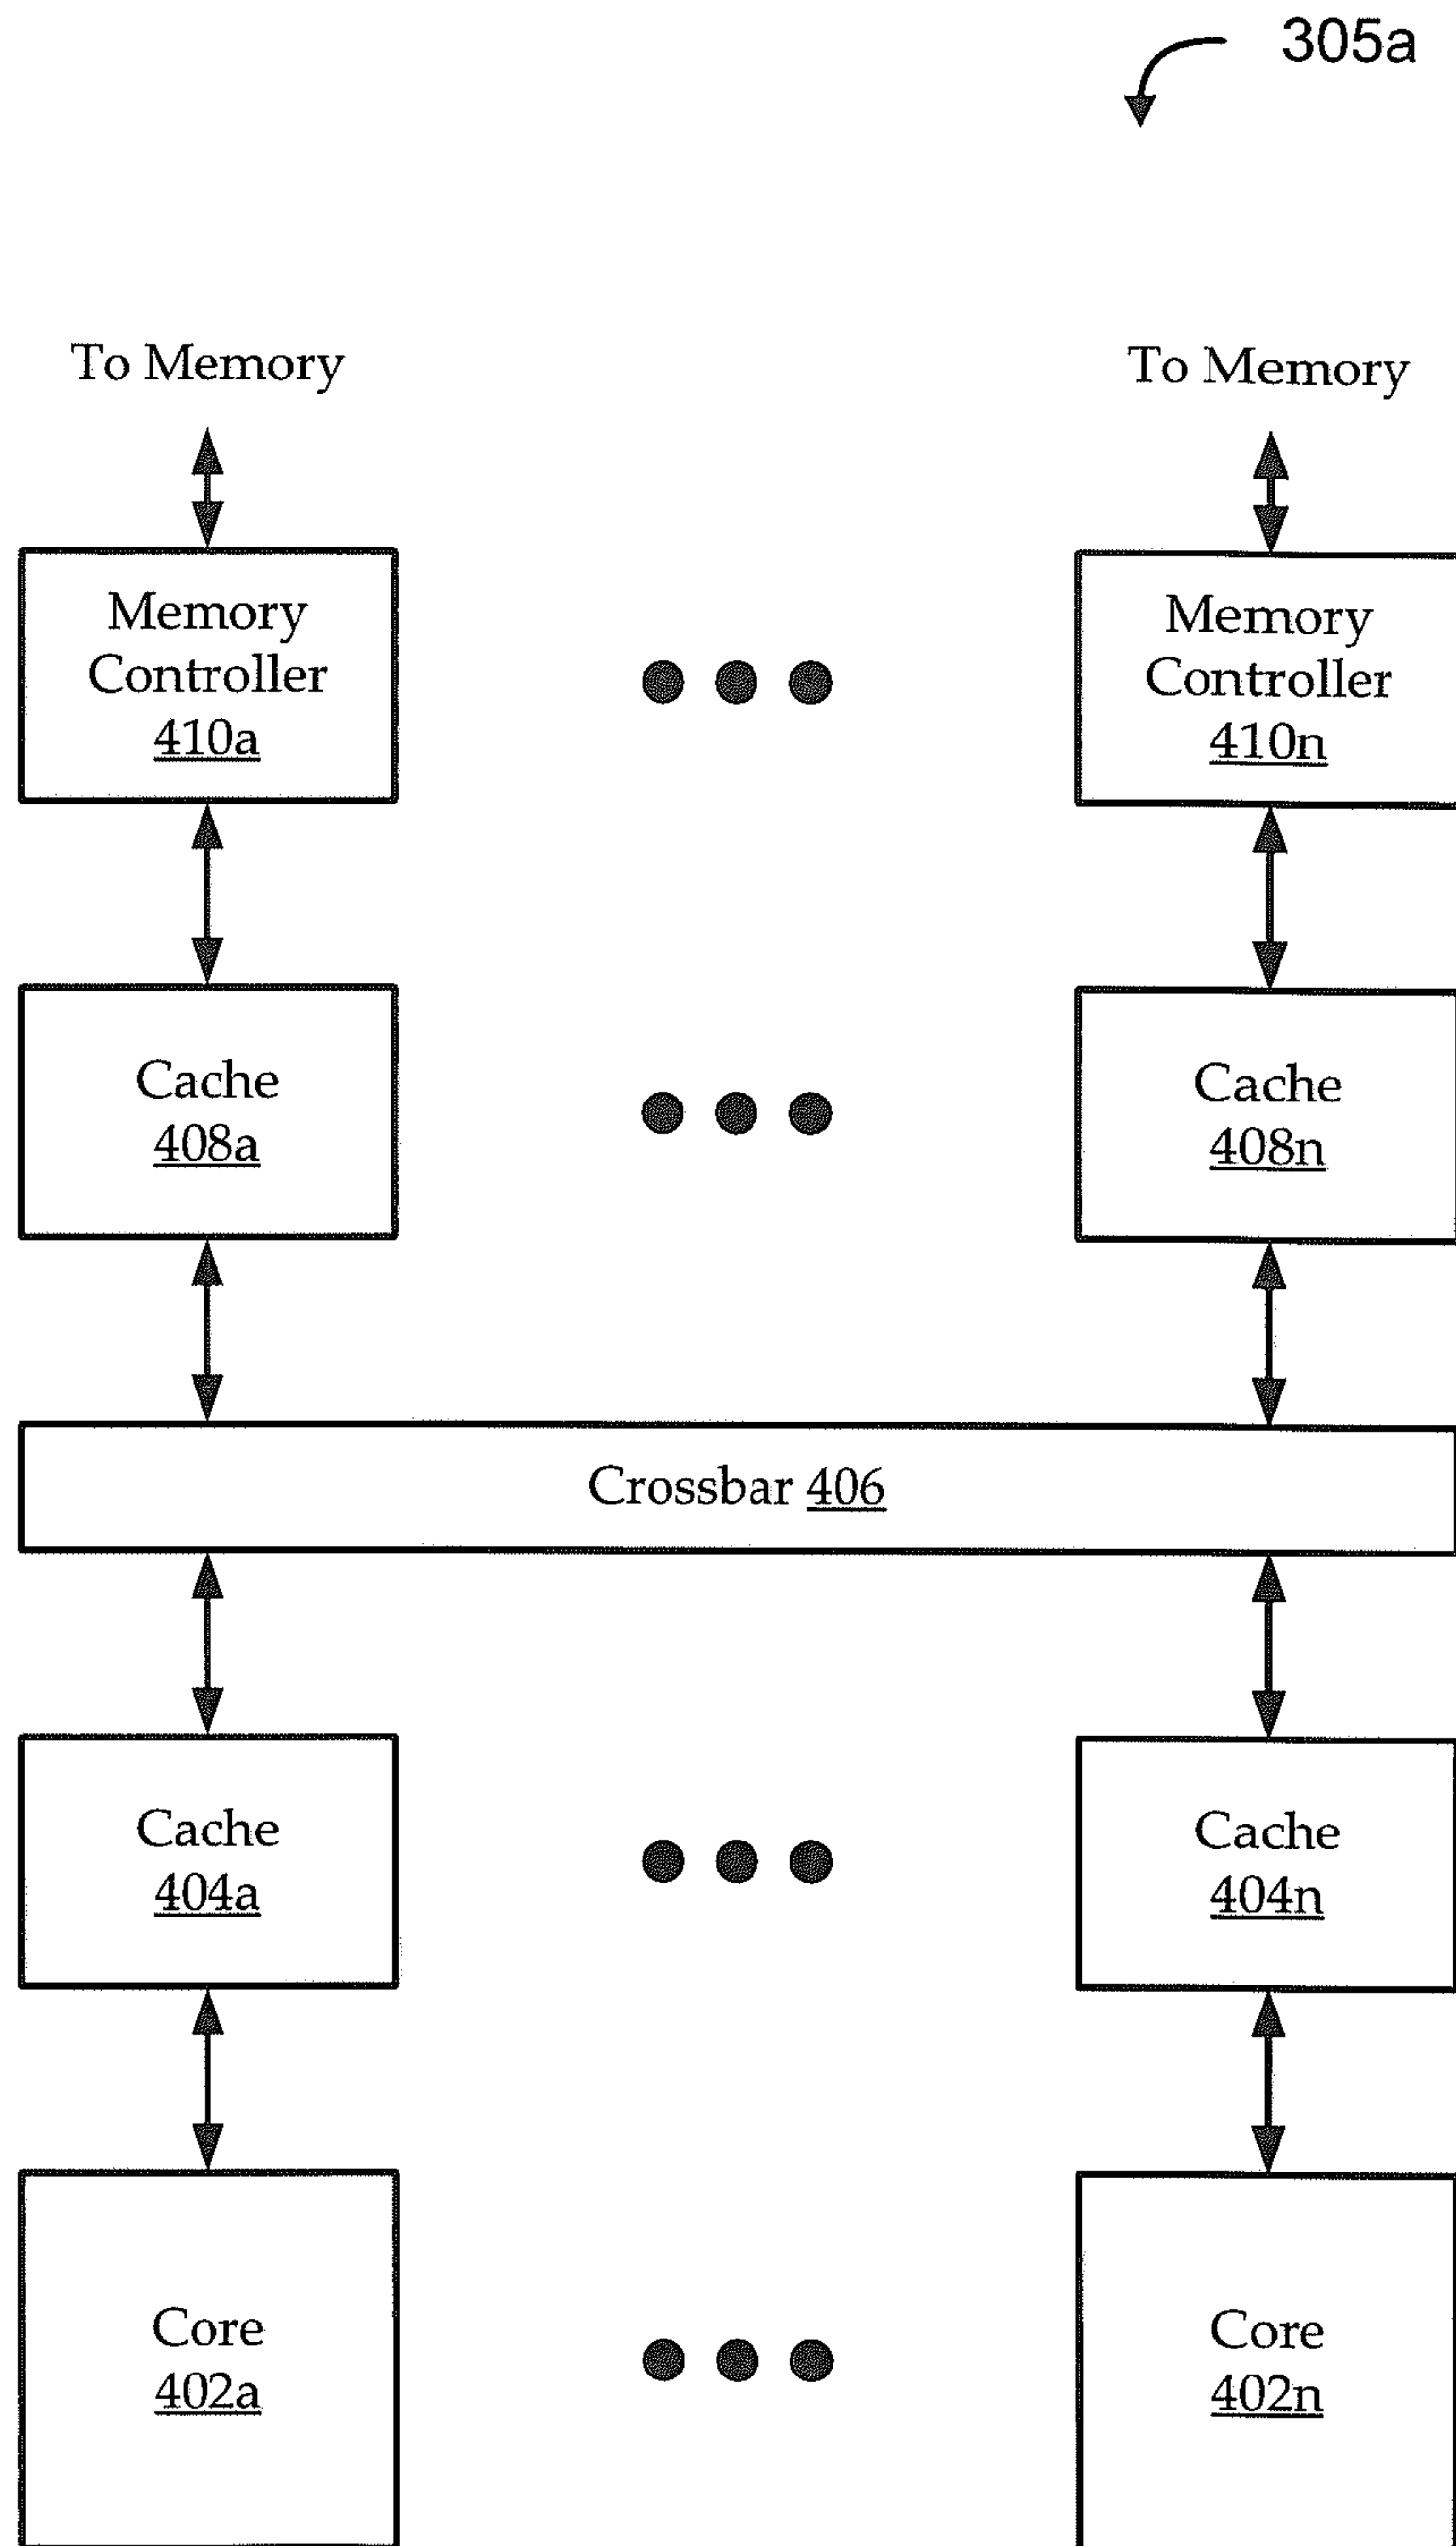 305a
To Memory
To Memory
Memory
Controller
410a
Memory
Controller
410n
Cache
408a
Cache
408n
Crossbar 406
Cache
404a
Cache
404n
Core
402a
Core
402n